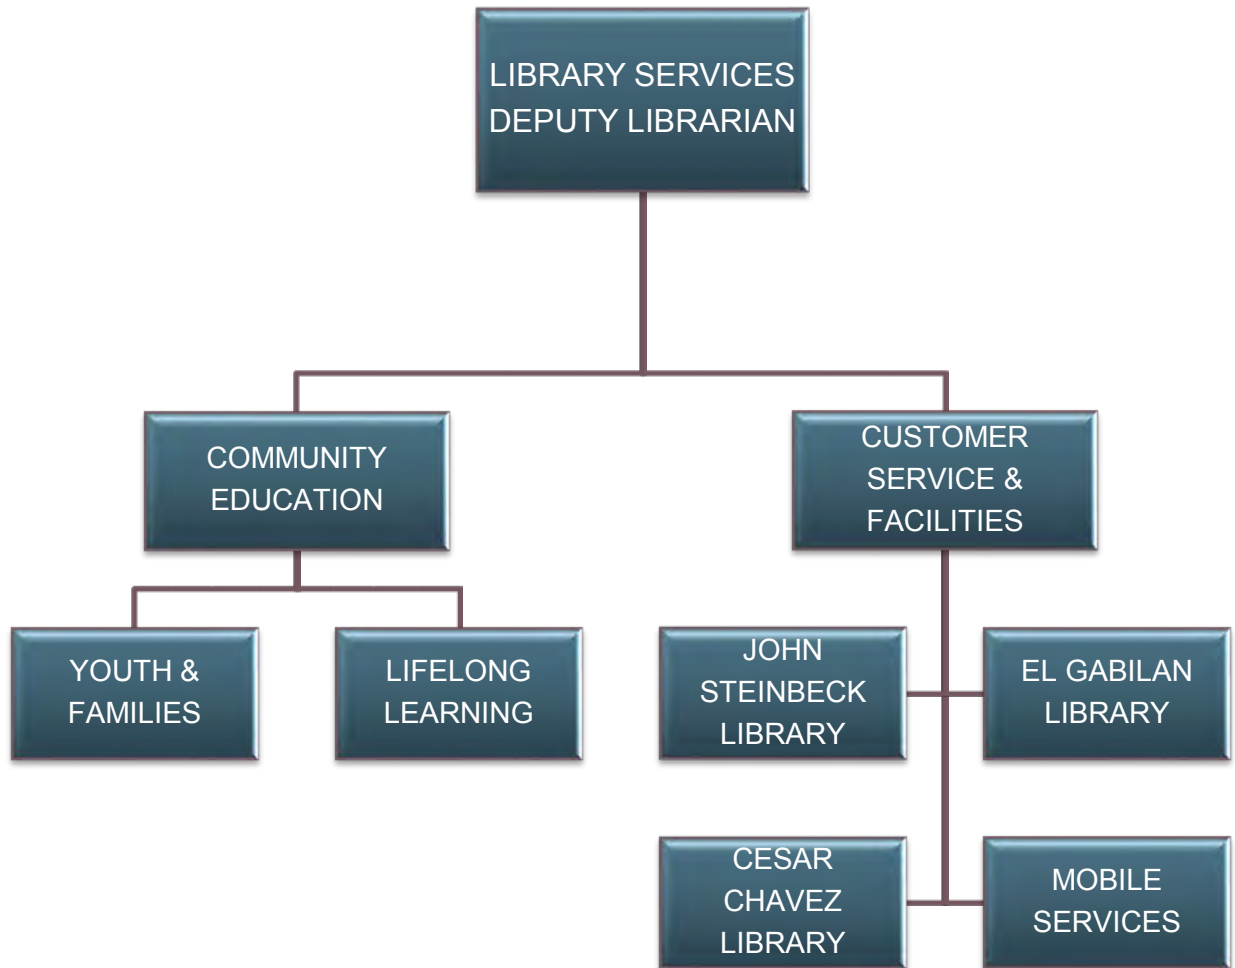 LIBRARY SERVICES
DEPUTY LIBRARIAN
COMMUNITY
EDUCATION
CUSTOMER
SERVICE &
FACILITIES
YOUTH &
FAMILIES
LIFELONG
LEARNING
JOHN
STEINBECK
LIBRARY
EL GABILAN
LIBRARY
CESAR
CHAVEZ
LIBRARY
MOBILE
SERVICES